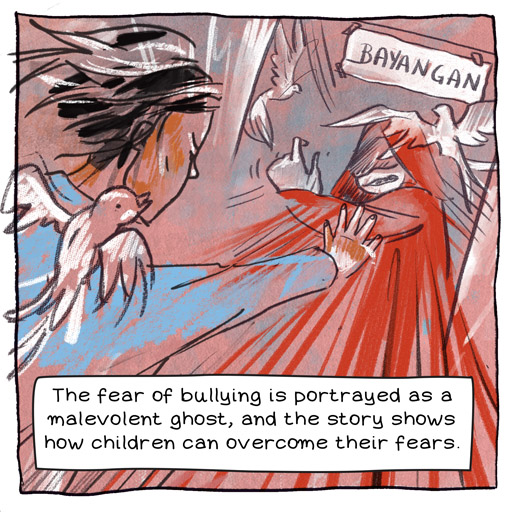 BAYANGAN
The fear of bullying is portrayed as a
malevolent ghost, and the story shows
how children can overcome their fears.